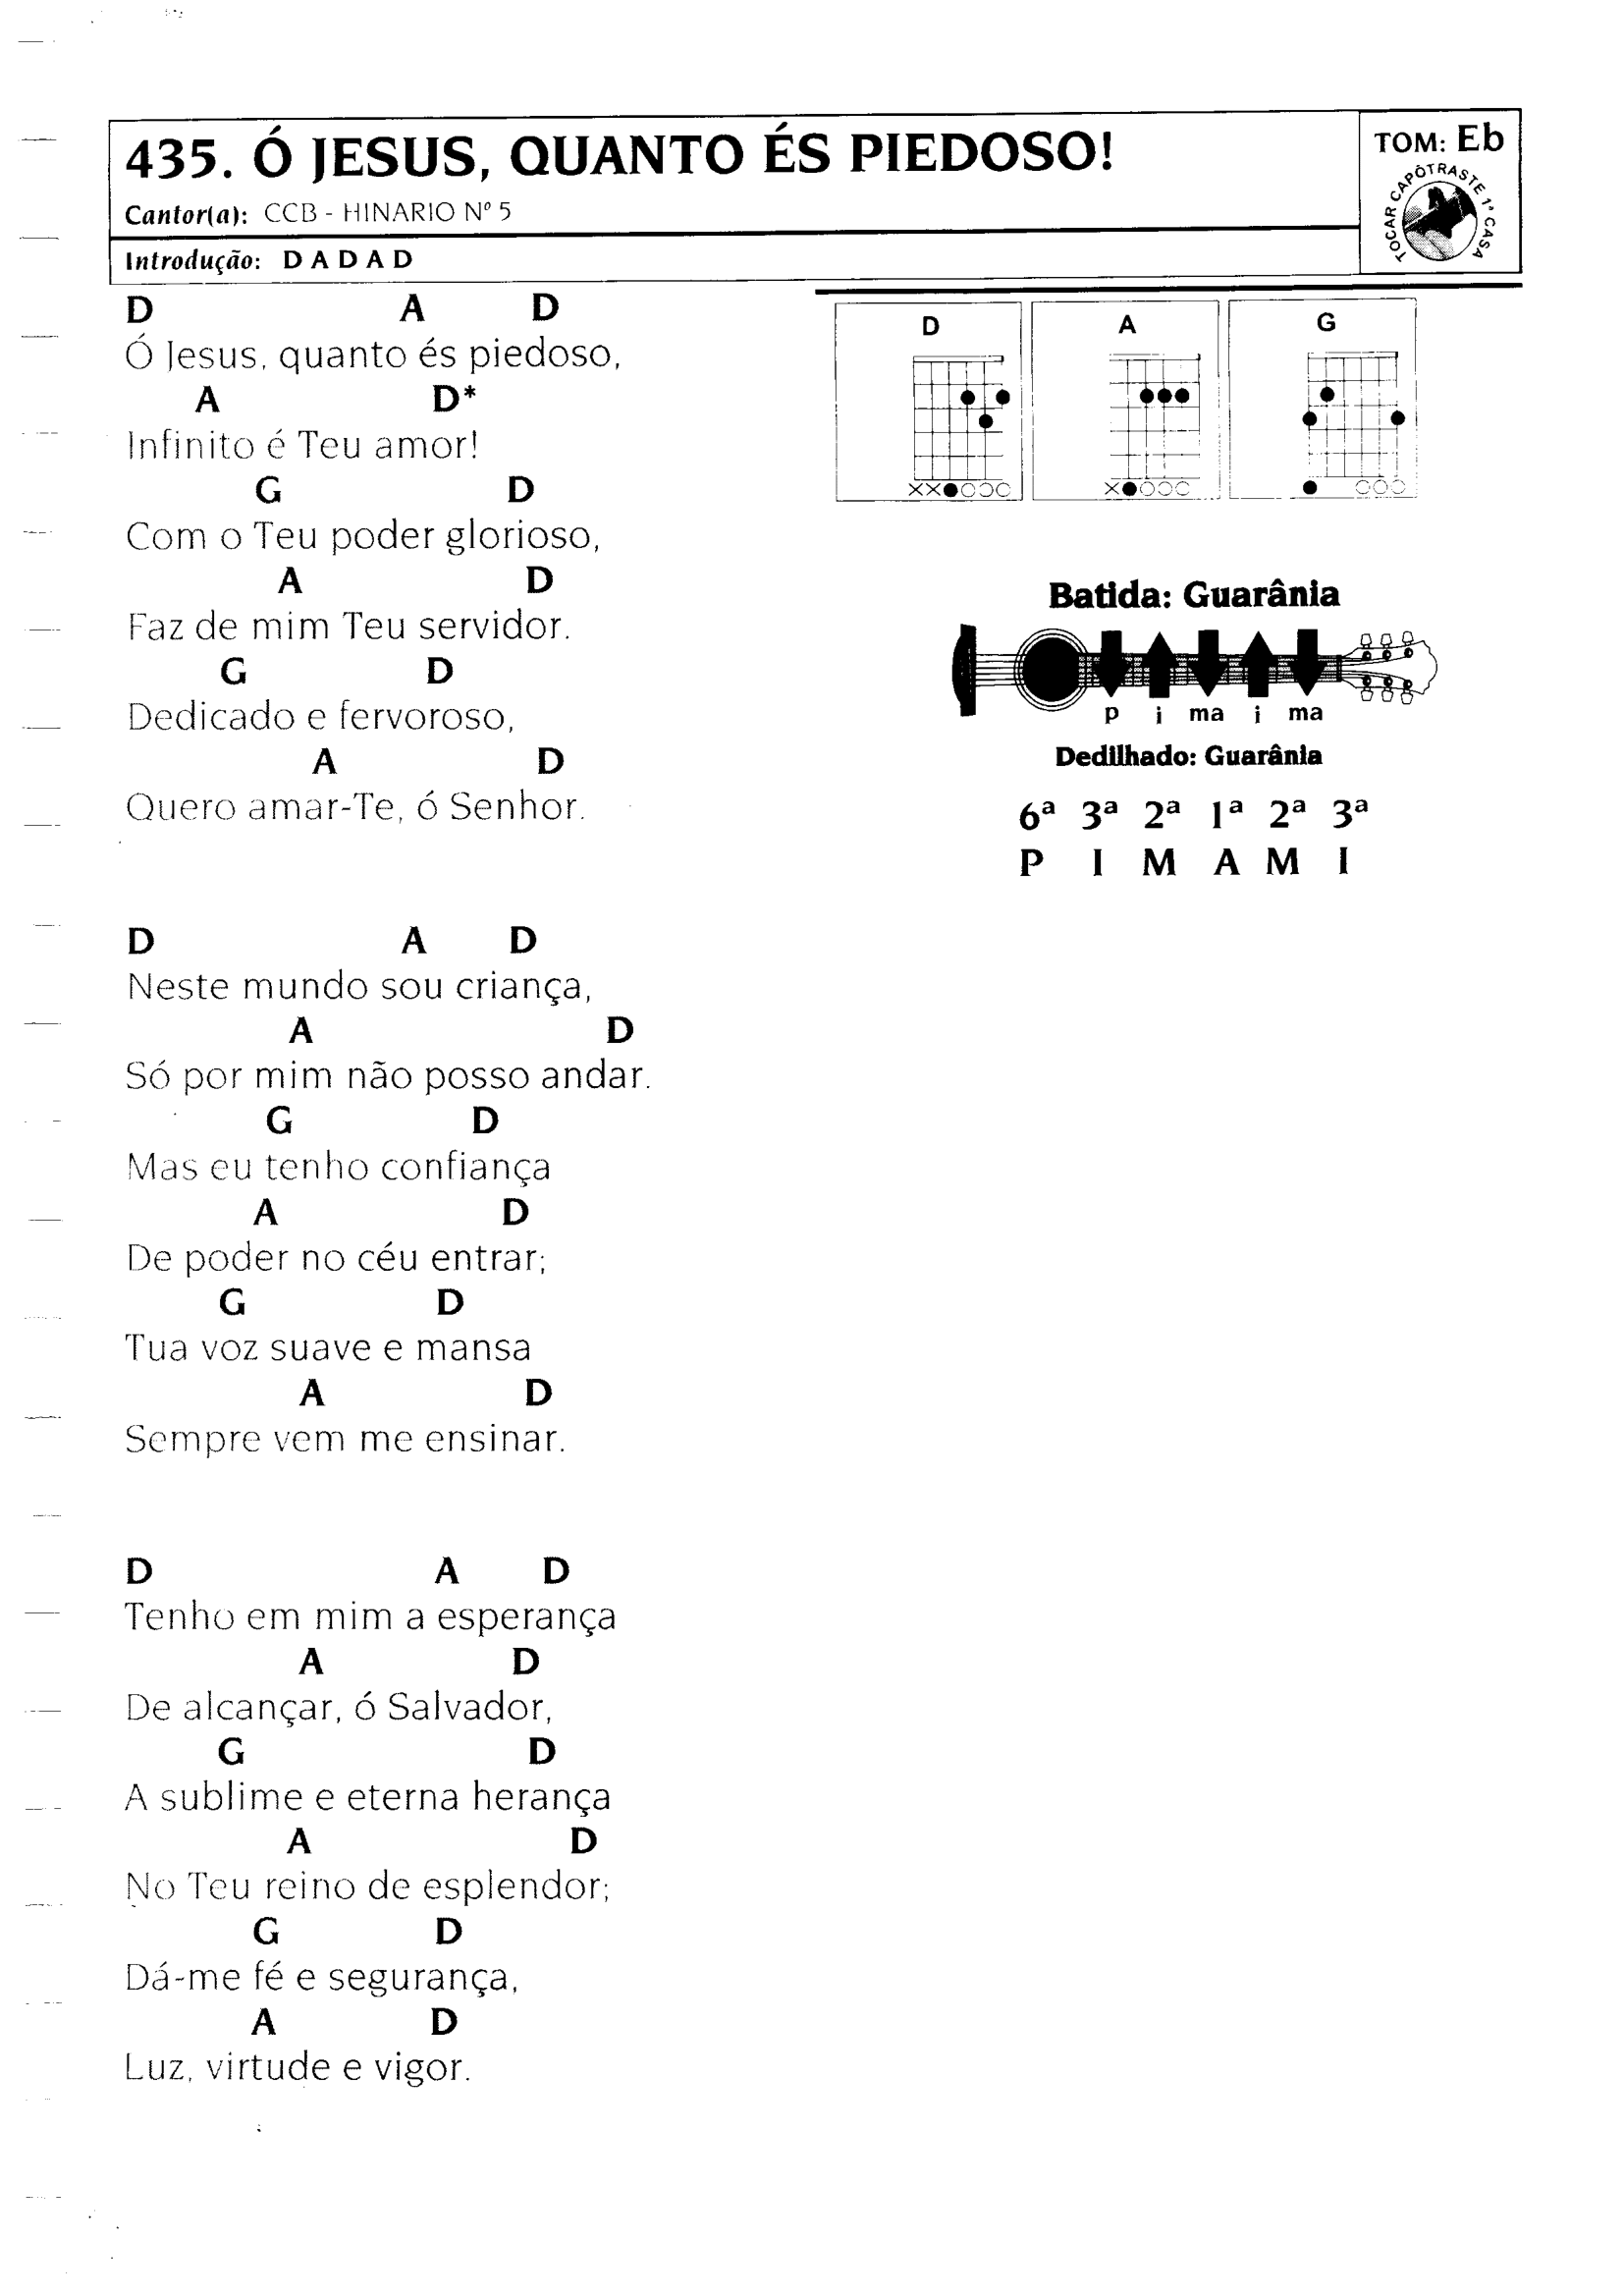 435. Ó JESUS, QUANTO ÉS PIEDOSO!
Cantor(a): CCB - HINARIO Nº 5
Introdução: D A D A D
TOM: Eb
TOCAR CAPÔTRASTE 1ª CASA
D A D
Ó Jesus, quanto és piedoso,
A D*
Infinito é Teu amor!
G D
Com o Teu poder glorioso,
A D
Faz de mim Teu servidor.
G D
Dedicado e fervoroso,
A D
Quero amar-Te, ó Senhor.
D A D
Neste mundo sou criança,
A D
Só por mim não posso andar.
G D
Mas eu tenho confiança
A D
De poder no céu entrar;
G D
Tua voz suave e mansa
A D
Sempre vem me ensinar.
D A D
Tenho em mim a esperança
A D
De alcançar, ó Salvador,
G D
A sublime e eterna herança
A D
No Teu reino de esplendor;
G D
Dá-me fé e segurança,
A D
Luz, virtude e vigor.
D A G
XX
X
Batida: Guarânia
p i ma i ma
Dedilhado: Guarânia
6ª 3ª 2ª 1ª 2ª 3ª
P I M A M I